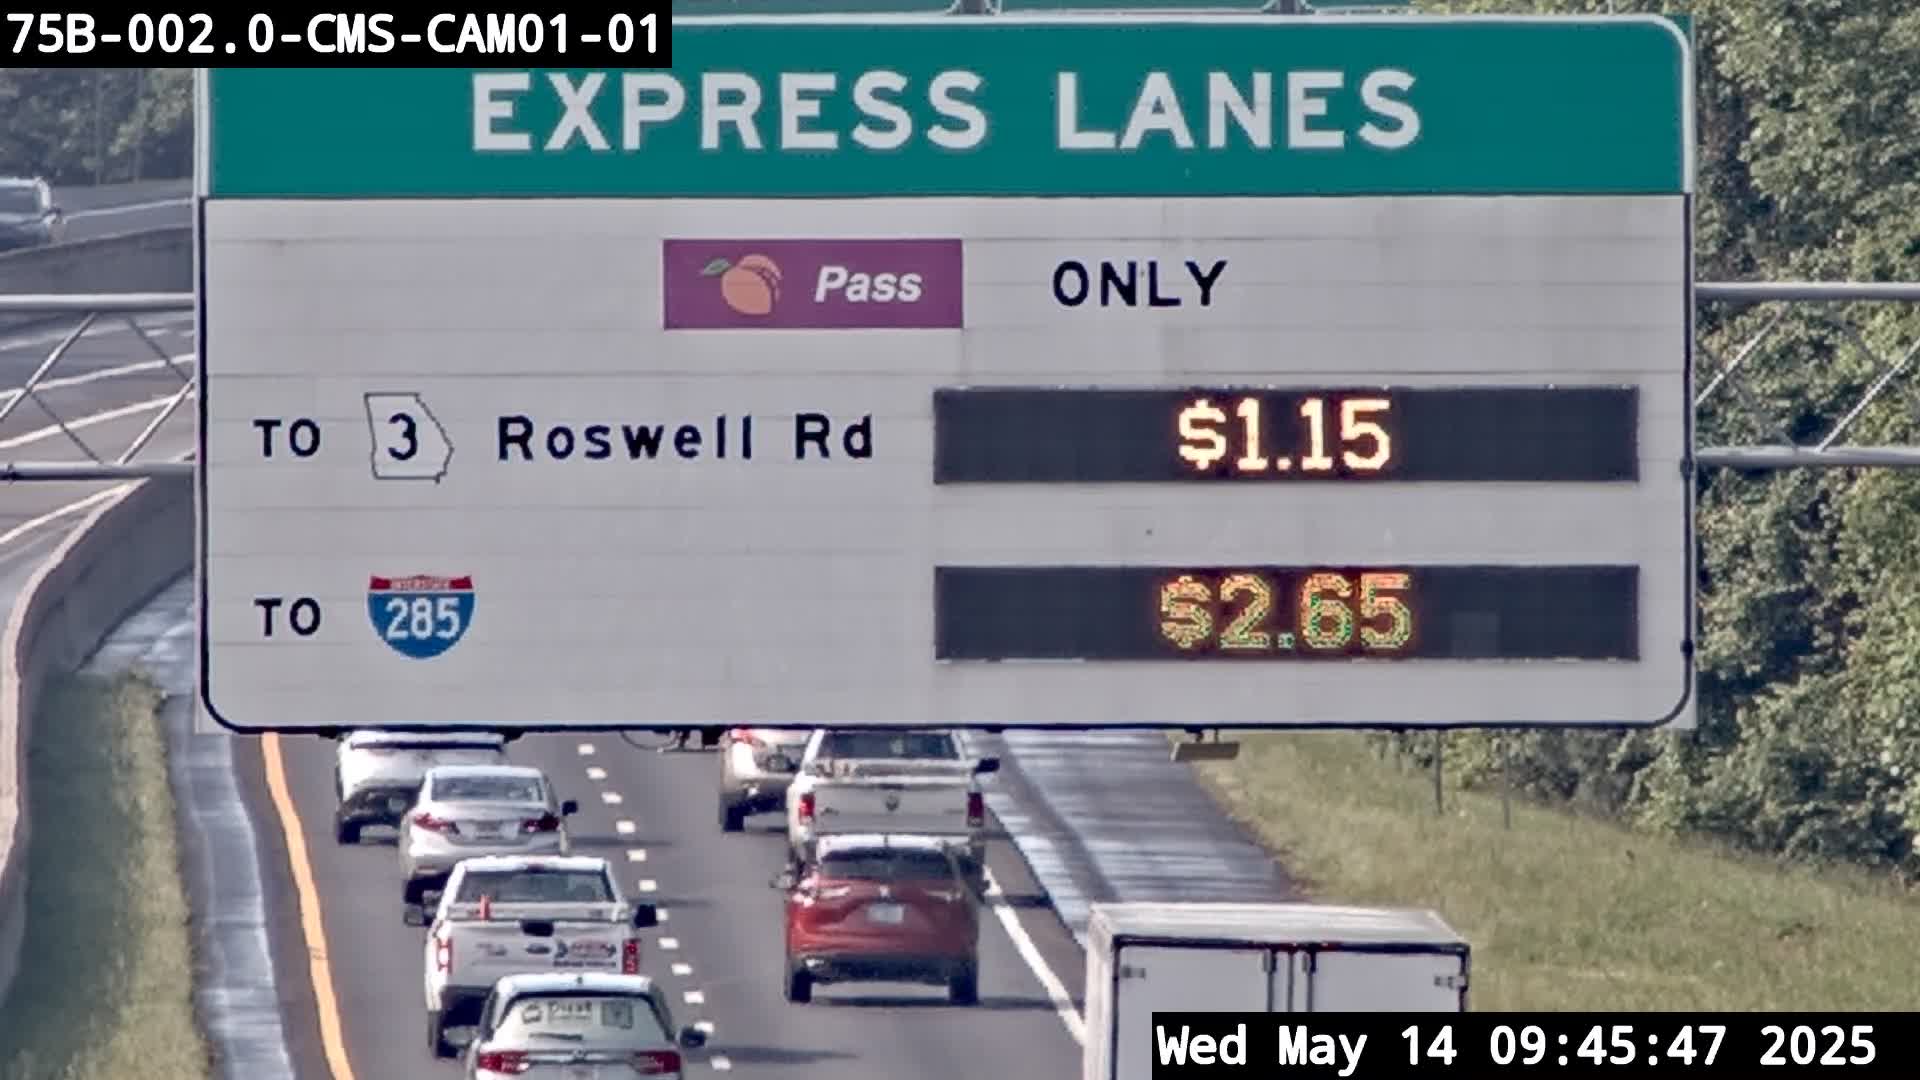 75B-002.0-CMS-CAM01-01
EXPRESS LANES
Pass ONLY
TO 3 Roswell Rd $1.15
INTERSTATE
TO 285 $2.65
Wed May 14 09:45:47 2025